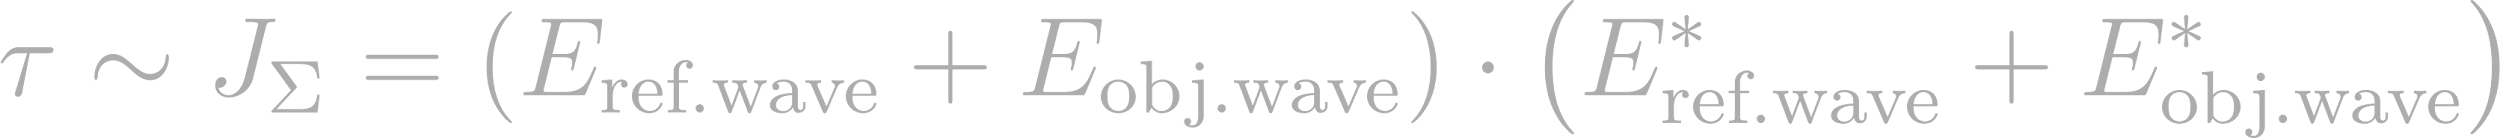 τ ∼ J_Σ = (E_ref.wave + E_obj.wave) · (E*_ref.wave + E*_obj.wave)